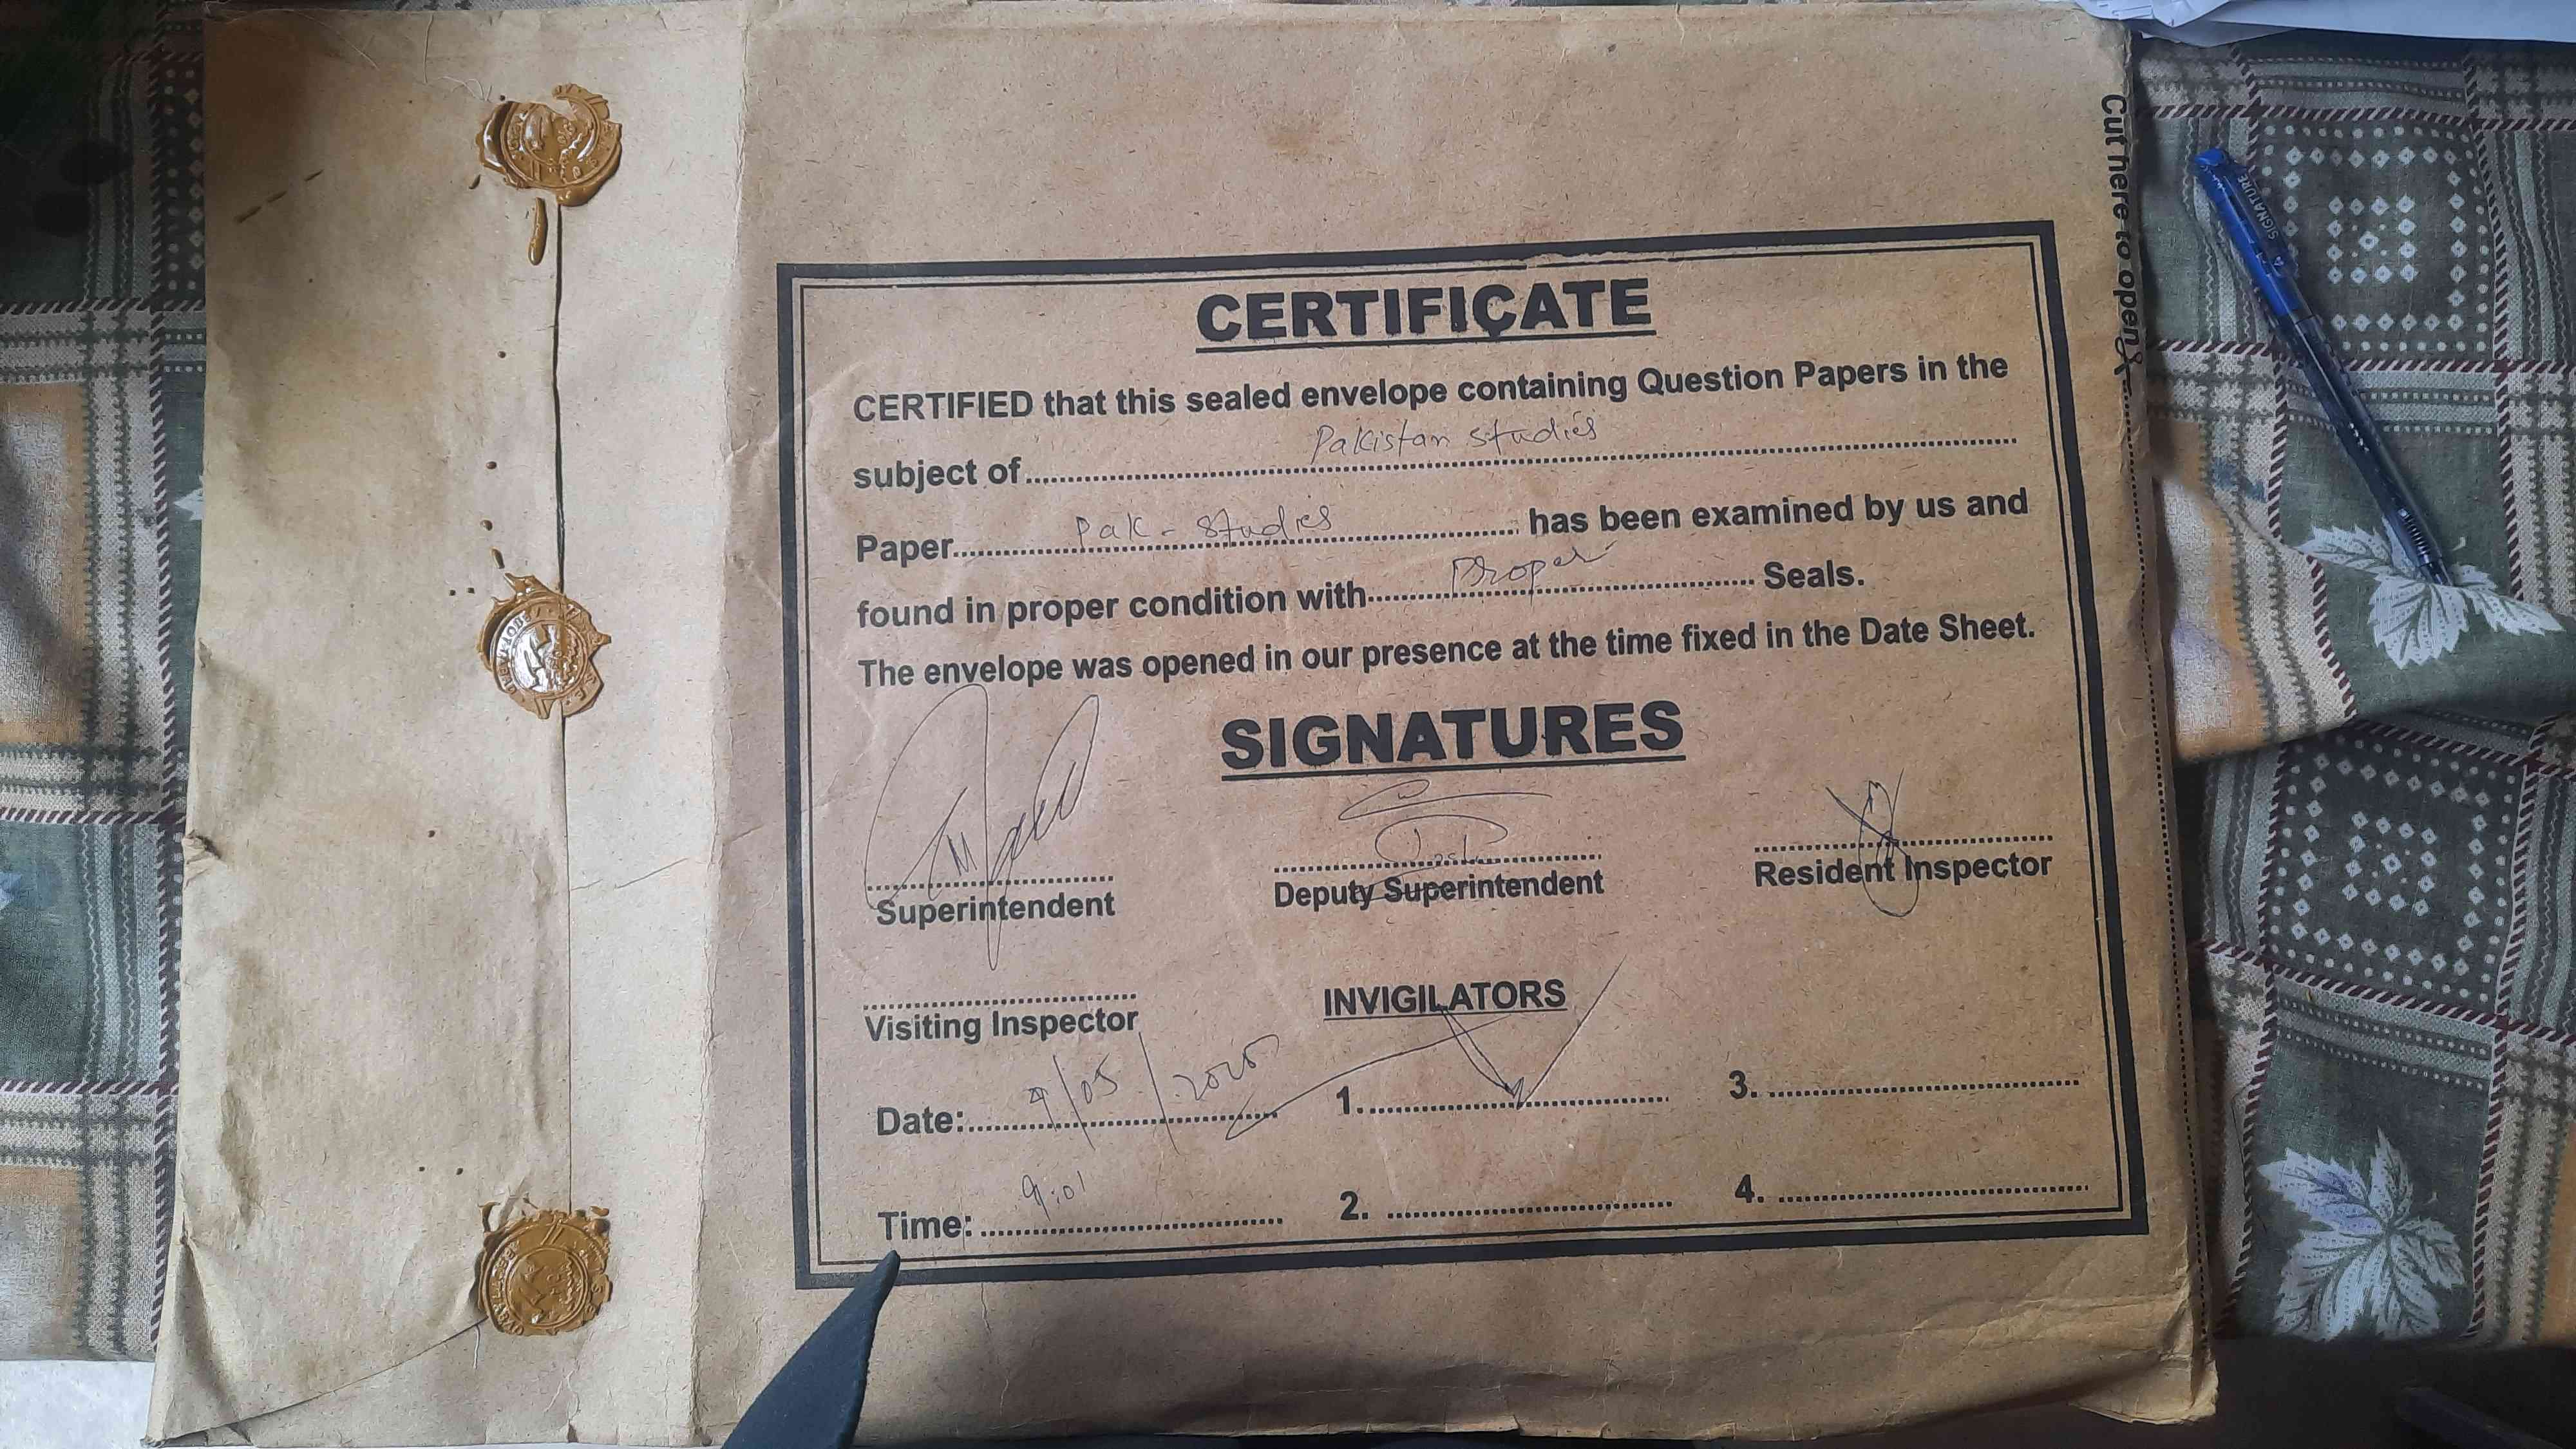 CERTIFICATE
CERTIFIED that this sealed envelope containing Question Papers in the
subject of Pakistan Studies
Paper Pak - Studies has been examined by us and
found in proper condition with Proper Seals.
The envelope was opened in our presence at the time fixed in the Date Sheet.
SIGNATURES
Superintendent Deputy Superintendent Resident Inspector
Visiting Inspector INVIGILATORS
Date: 9/05/2025 1. 3.
Time: 9:01 2. 4.
Cut here to open
SIGNATURE